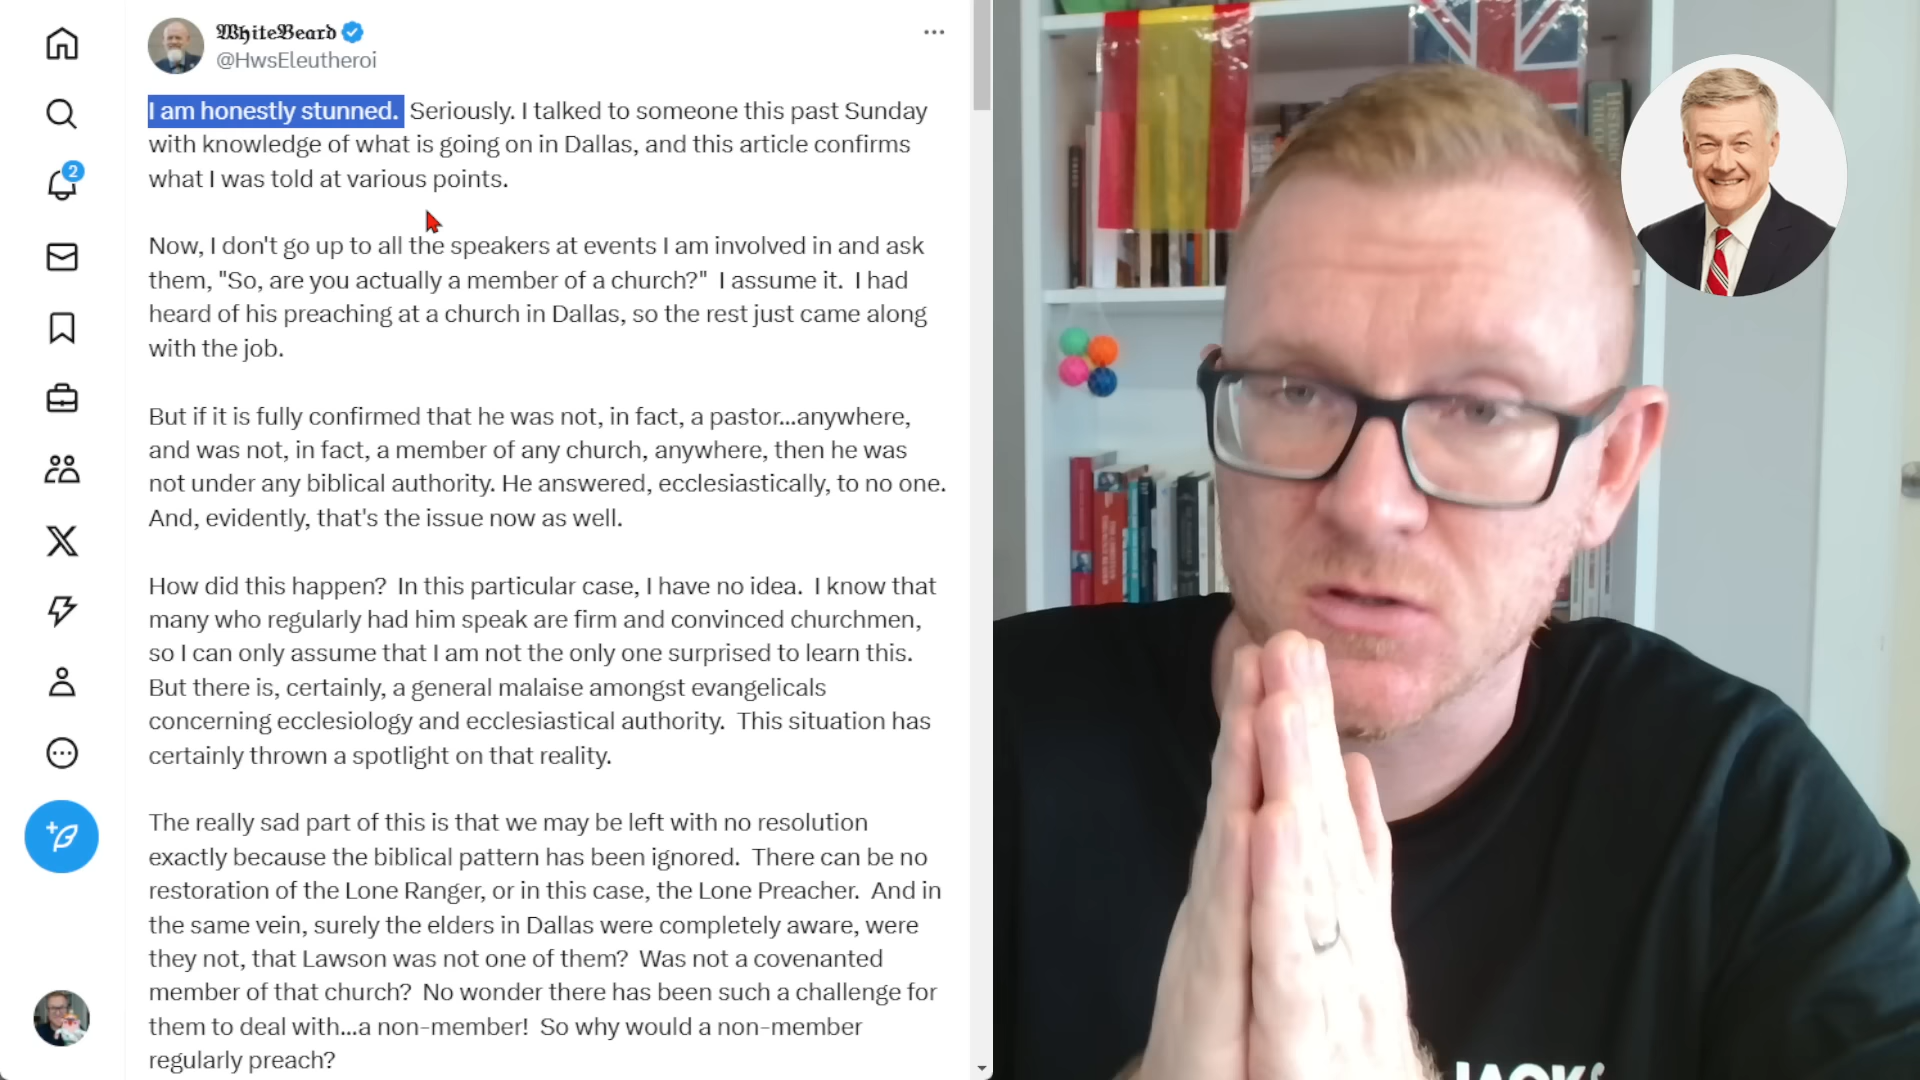 WhiteBeard
@HwsEleutheroi
I am honestly stunned. Seriously. I talked to someone this past Sunday
with knowledge of what is going on in Dallas, and this article confirms
what I was told at various points.
Now, I don't go up to all the speakers at events I am involved in and ask
them, "So, are you actually a member of a church?"  I assume it.  I had
heard of his preaching at a church in Dallas, so the rest just came along
with the job.
But if it is fully confirmed that he was not, in fact, a pastor...anywhere,
and was not, in fact, a member of any church, anywhere, then he was
not under any biblical authority. He answered, ecclesiastically, to no one.
And, evidently, that's the issue now as well.
How did this happen?  In this particular case, I have no idea.  I know that
many who regularly had him speak are firm and convinced churchmen,
so I can only assume that I am not the only one surprised to learn this.
But there is, certainly, a general malaise amongst evangelicals
concerning ecclesiology and ecclesiastical authority.  This situation has
certainly thrown a spotlight on that reality.
The really sad part of this is that we may be left with no resolution
exactly because the biblical pattern has been ignored.  There can be no
restoration of the Lone Ranger, or in this case, the Lone Preacher.  And in
the same vein, surely the elders in Dallas were completely aware, were
they not, that Lawson was not one of them?  Was not a covenanted
member of that church?  No wonder there has been such a challenge for
them to deal with...a non-member!  So why would a non-member
regularly preach?
2